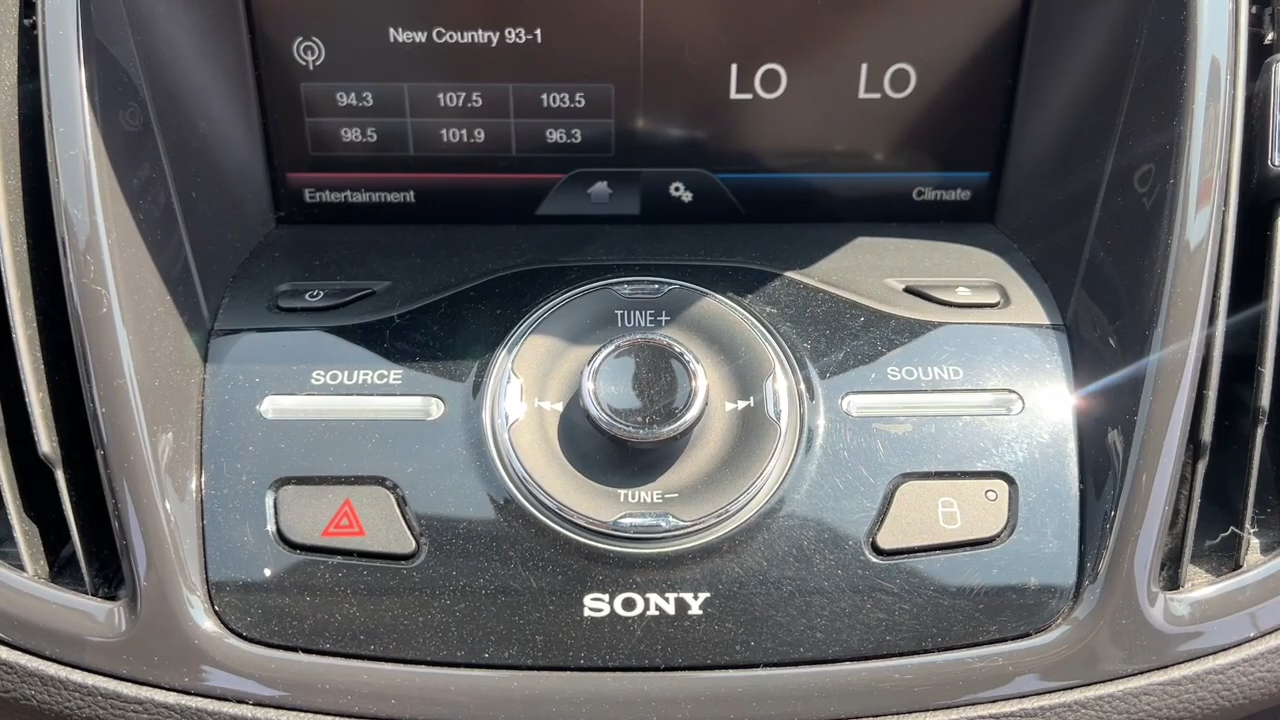 New Country 93-1
94.3 107.5 103.5
98.5 101.9 96.3
LO LO
Entertainment
Climate
TUNE+
SOURCE
SOUND
TUNE−
SONY